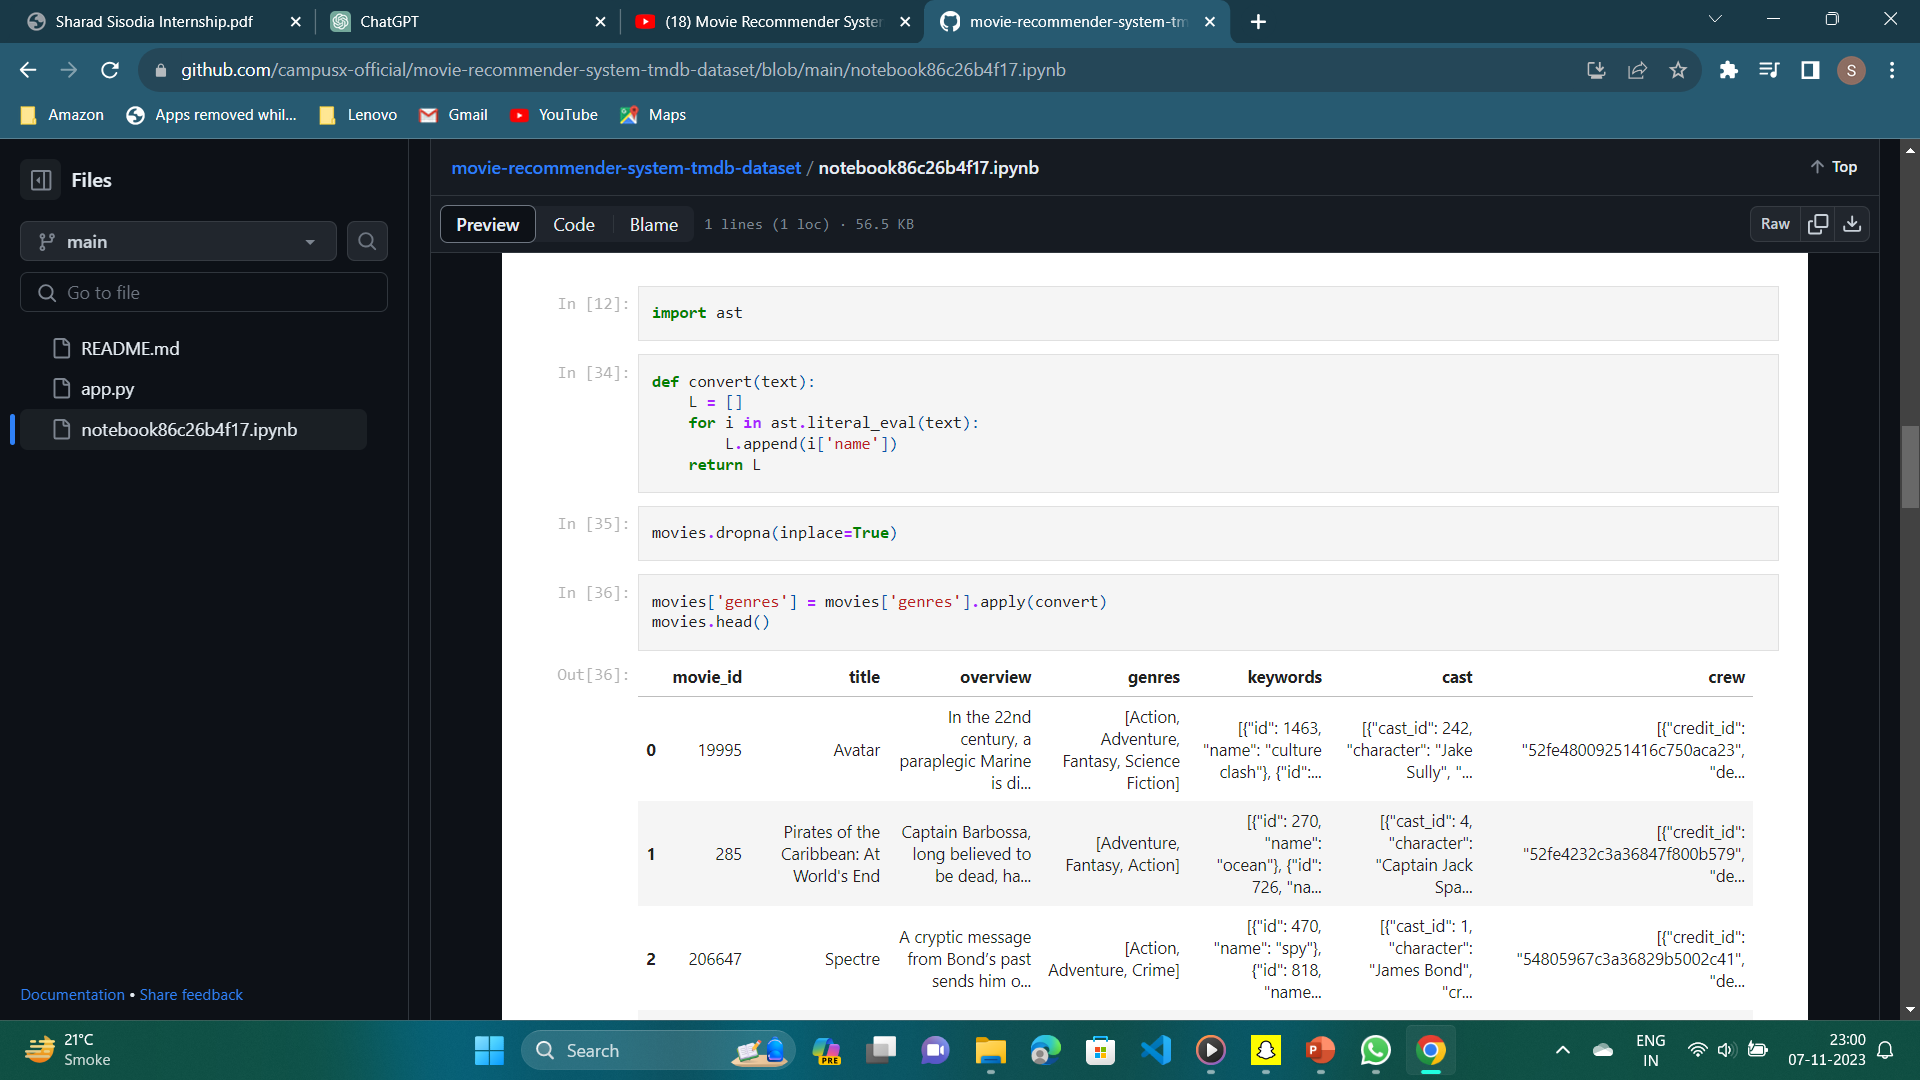 Sharad Sisodia Internship.pdf
ChatGPT
(18) Movie Recommender System
movie-recommender-system-tm
github.com/campusx-official/movie-recommender-system-tmdb-dataset/blob/main/notebook86c26b4f17.ipynb
S
Amazon
Apps removed whil...
Lenovo
Gmail
YouTube
Maps
Files
main
Go to file
README.md
app.py
notebook86c26b4f17.ipynb
Documentation • Share feedback
movie-recommender-system-tmdb-dataset / notebook86c26b4f17.ipynb
Top
Preview
Code
Blame
1 lines (1 loc) · 56.5 KB
Raw
In [12]:
import ast
In [34]:
def convert(text):
    L = []
    for i in ast.literal_eval(text):
        L.append(i['name'])
    return L
In [35]:
movies.dropna(inplace=True)
In [36]:
movies['genres'] = movies['genres'].apply(convert)
movies.head()
Out[36]:
movie_id title overview genres keywords cast crew
0
19995
Avatar
In the 22nd
century, a
paraplegic Marine
is di...
[Action,
Adventure,
Fantasy, Science
Fiction]
[{"id": 1463,
"name": "culture
clash"}, {"id":...
[{"cast_id": 242,
"character": "Jake
Sully", "...
[{"credit_id":
"52fe48009251416c750aca23",
"de...
1
285
Pirates of the
Caribbean: At
World's End
Captain Barbossa,
long believed to
be dead, ha...
[Adventure,
Fantasy, Action]
[{"id": 270,
"name":
"ocean"}, {"id":
726, "na...
[{"cast_id": 4,
"character":
"Captain Jack
Spa...
[{"credit_id":
"52fe4232c3a36847f800b579",
"de...
2
206647
Spectre
A cryptic message
from Bond’s past
sends him o...
[Action,
Adventure, Crime]
[{"id": 470,
"name": "spy"},
{"id": 818,
"name...
[{"cast_id": 1,
"character":
"James Bond",
"cr...
[{"credit_id":
"54805967c3a36829b5002c41",
"de...
21°C
Smoke
Search
PRE
ENG
IN
23:00
07-11-2023